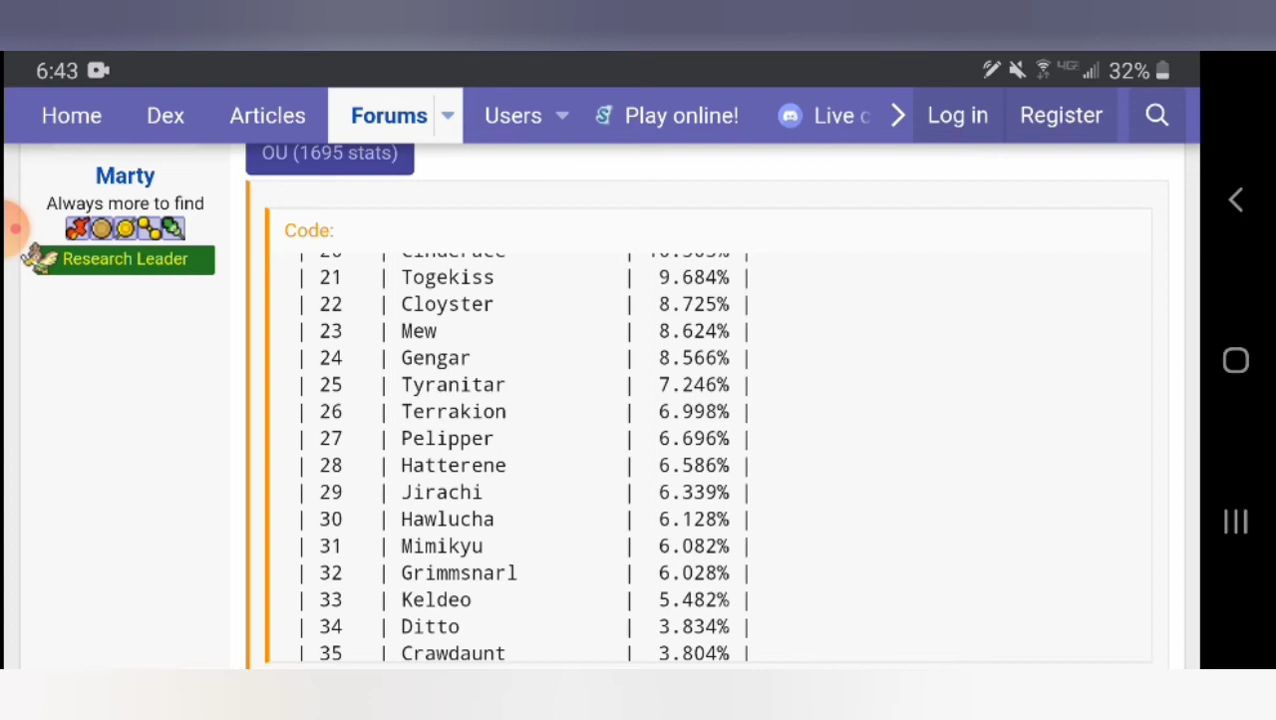 6:43 4G 32%
Home Dex Articles Forums Users Play online! Live c Log in Register
OU (1695 stats)
Marty
Always more to find
Research Leader
Code:
| 20 | Cinderace |
| 21 | Togekiss | 9.684% |
| 22 | Cloyster | 8.725% |
| 23 | Mew | 8.624% |
| 24 | Gengar | 8.566% |
| 25 | Tyranitar | 7.246% |
| 26 | Terrakion | 6.998% |
| 27 | Pelipper | 6.696% |
| 28 | Hatterene | 6.586% |
| 29 | Jirachi | 6.339% |
| 30 | Hawlucha | 6.128% |
| 31 | Mimikyu | 6.082% |
| 32 | Grimmsnarl | 6.028% |
| 33 | Keldeo | 5.482% |
| 34 | Ditto | 3.834% |
| 35 | Crawdaunt | 3.804% |